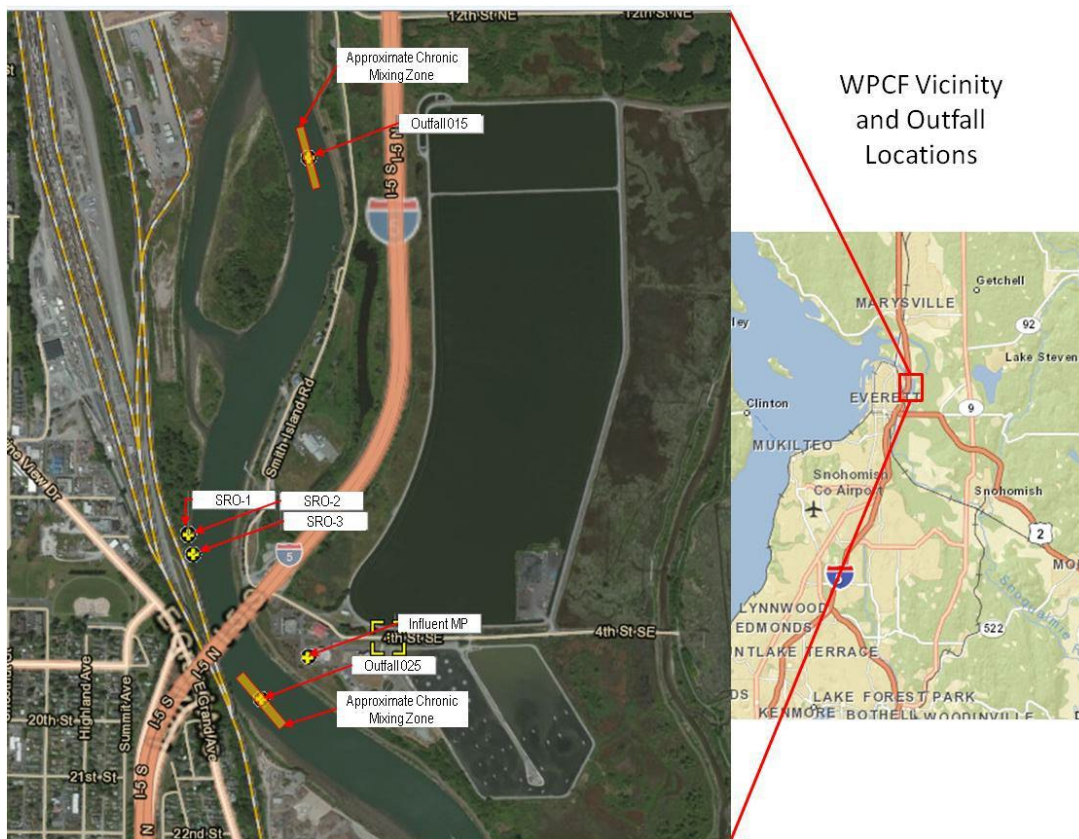 12th St NE
12th St NE
Approximate Chronic
Mixing Zone
Outfall 015
I-5 S
I-5 N
Smith Island Rd
SRO-1
SRO-2
SRO-3
5
Influent MP
4th St SE
4th St SE
Outfall 025
Approximate Chronic
Mixing Zone
I-5 N
I-5 S
E Grand Ave
Highland Ave
Summit Ave
20th St
21st St
22nd St
N
WPCF Vicinity
and Outfall
Locations
Getchell
MARYSVILLE
92
Lake Steven
EVERETT
Clinton
9
MUKILTEO
Snohomish
Co Airport
Snohomish
2
5
LYNNWOOD
EDMONDS
522
NTLAKE TERRACE
LAKE FOREST PARK
KENMORE
BOTHELL
WOODINVILLE